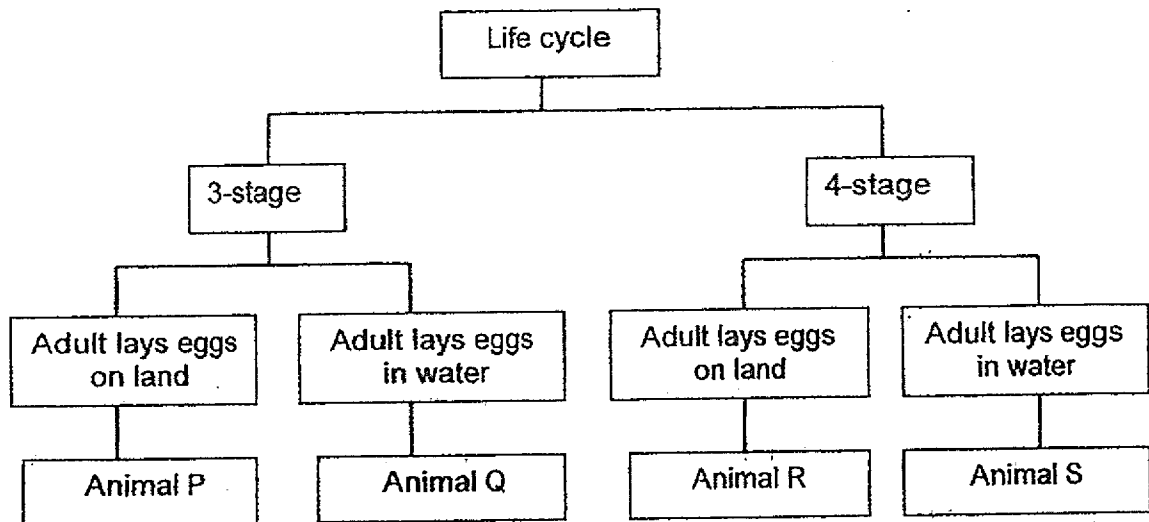 Life cycle
3-stage
4-stage
Adult lays eggs
on land
Adult lays eggs
in water
Adult lays eggs
on land
Adult lays eggs
in water
Animal P
Animal Q
Animal R
Animal S